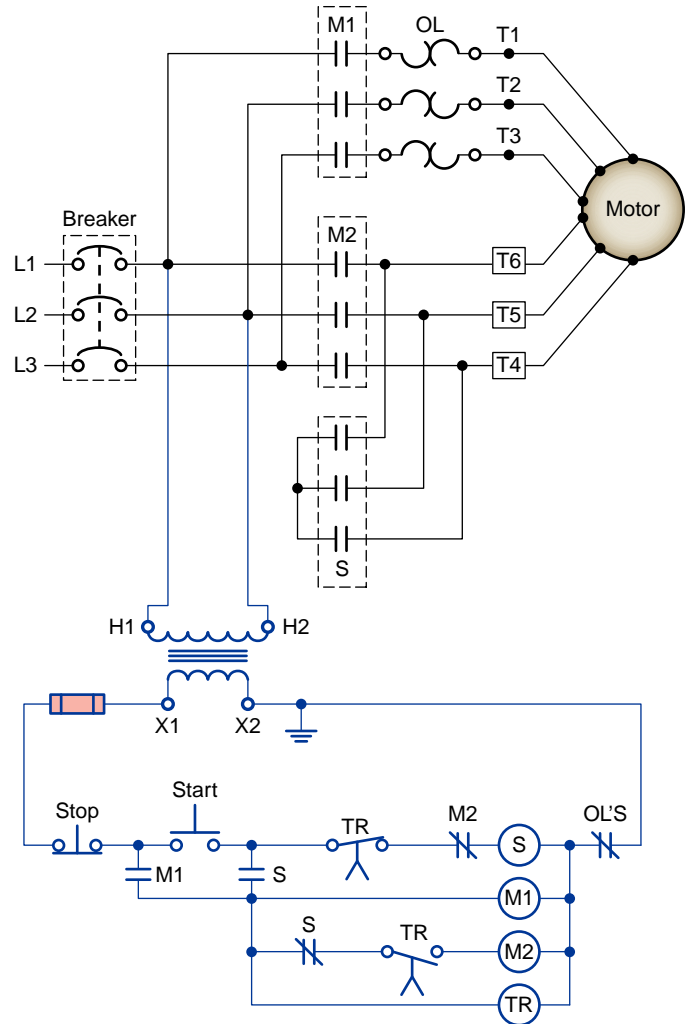 M1
OL
T1
T2
T3
Motor
Breaker
M2
L1
T6
L2
T5
L3
T4
S
H1
H2
X1
X2
Stop
Start
TR
M2
S
OL'S
M1
S
M1
S
TR
M2
TR